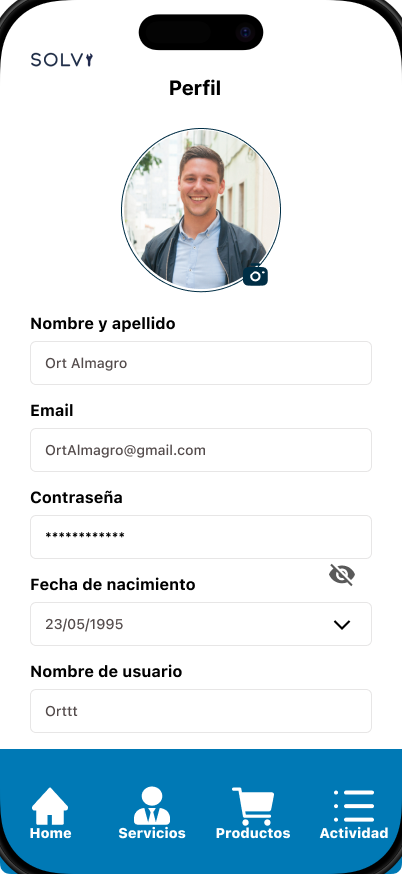 SOLVI
Perfil
Nombre y apellido
Ort Almagro
Email
OrtAlmagro@gmail.com
Contraseña
************
Fecha de nacimiento
23/05/1995
Nombre de usuario
Orttt
Home Servicios Productos Actividad